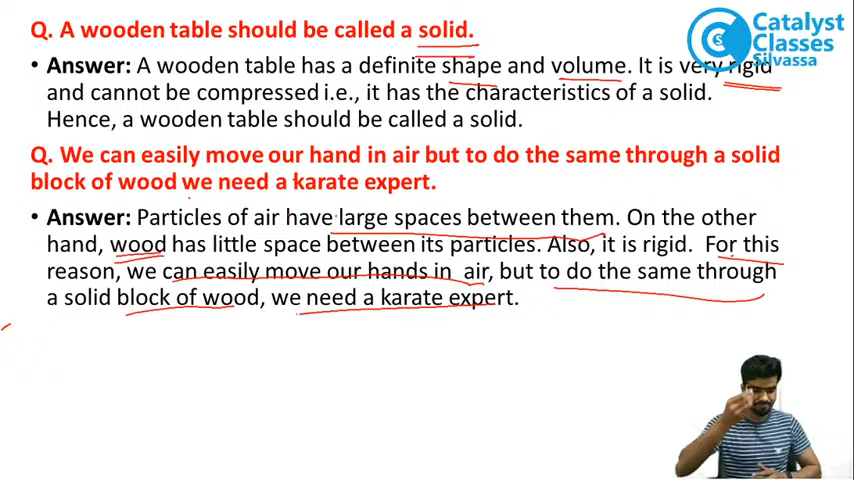 Q. A wooden table should be called a solid.
• Answer: A wooden table has a definite shape and volume. It is very rigid
and cannot be compressed i.e., it has the characteristics of a solid.
Hence, a wooden table should be called a solid.
Q. We can easily move our hand in air but to do the same through a solid
block of wood we need a karate expert.
• Answer: Particles of air have large spaces between them. On the other
hand, wood has little space between its particles. Also, it is rigid. For this
reason, we can easily move our hands in air, but to do the same through
a solid block of wood, we need a karate expert.
Catalyst
Classes
Silvassa